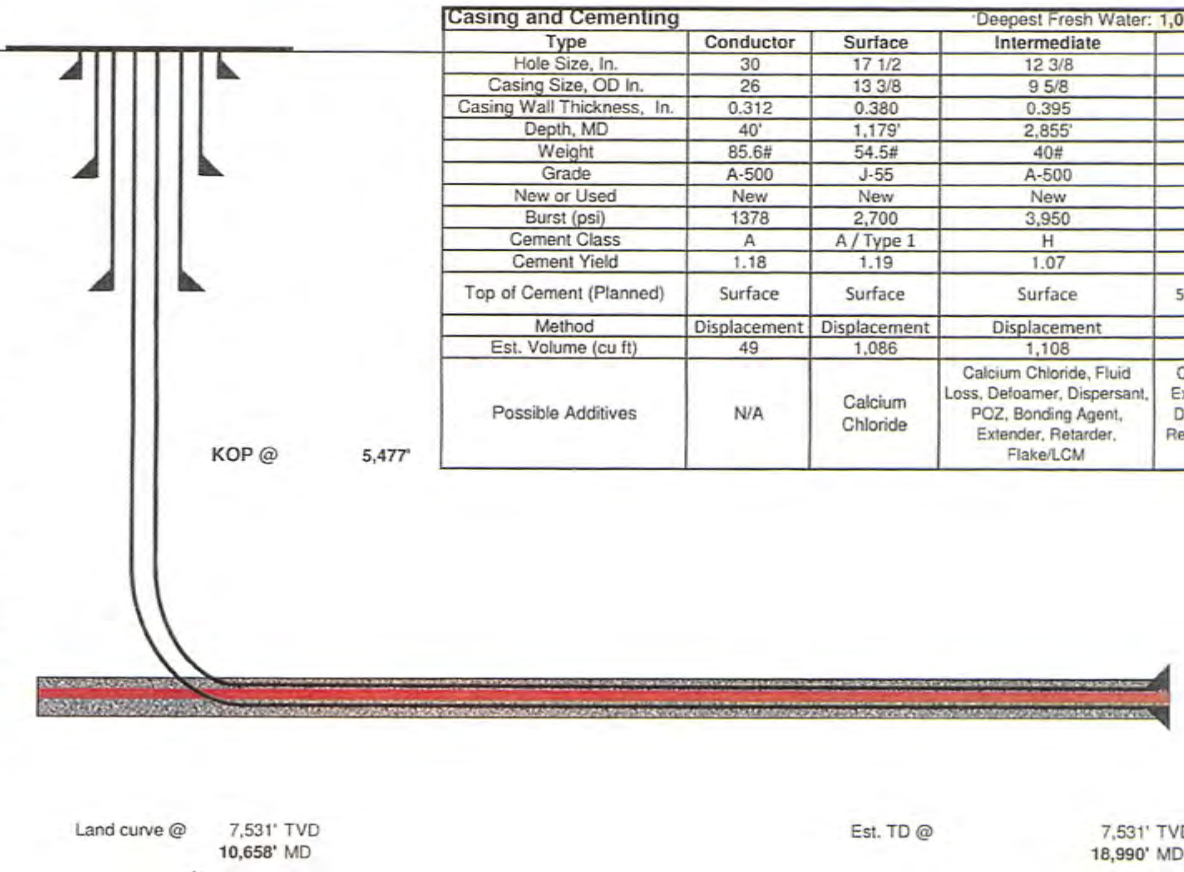 Casing and Cementing Deepest Fresh Water: 1,0
Type Conductor Surface Intermediate
Hole Size, In. 30 17 1/2 12 3/8
Casing Size, OD In. 26 13 3/8 9 5/8
Casing Wall Thickness, In. 0.312 0.380 0.395
Depth, MD 40' 1,179' 2,855'
Weight 85.6# 54.5# 40#
Grade A-500 J-55 A-500
New or Used New New New
Burst (psi) 1378 2,700 3,950
Cement Class A A / Type 1 H
Cement Yield 1.18 1.19 1.07
Top of Cement (Planned) Surface Surface Surface 5
Method Displacement Displacement Displacement
Est. Volume (cu ft) 49 1,086 1,108
Possible Additives N/A Calcium Chloride Calcium Chloride, Fluid
Loss, Defoamer, Dispersant,
POZ, Bonding Agent,
Extender, Retarder,
Flake/LCM
KOP @ 5,477'
Land curve @ 7,531' TVD
10,658' MD
Est. TD @ 7,531' TVD
18,990' MD